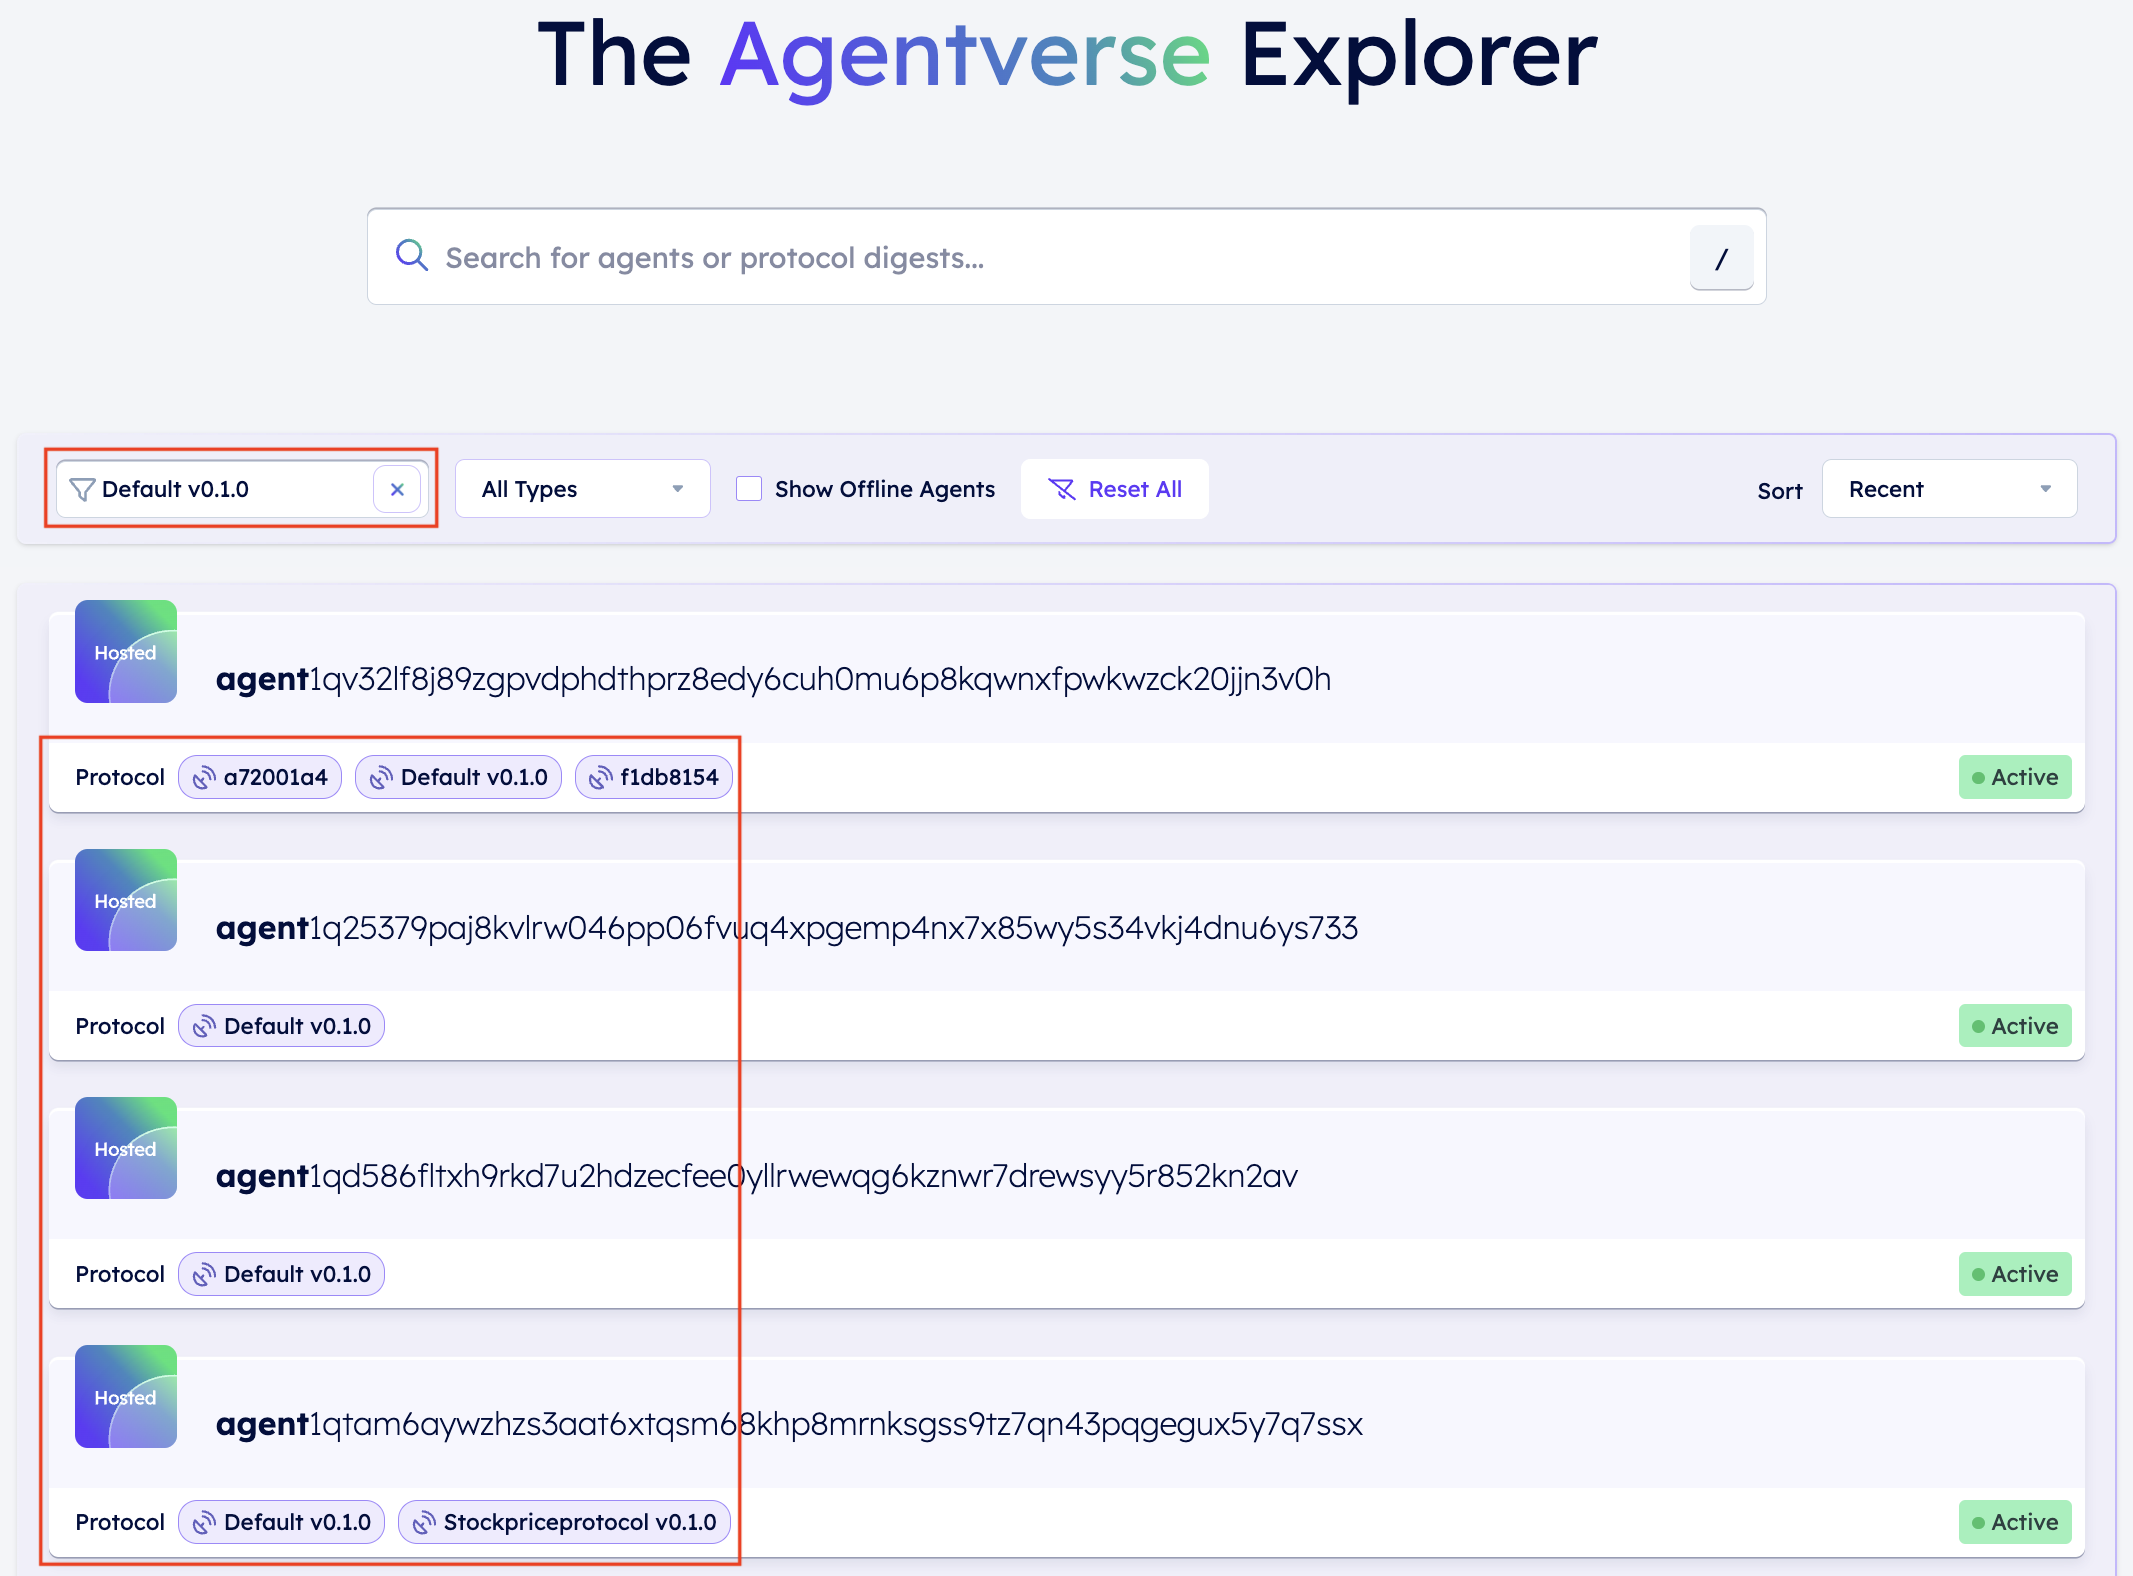 The Agentverse Explorer
Search for agents or protocol digests...
/
Default v0.1.0
All Types
Show Offline Agents
Reset All
Sort
Recent
Hosted
agent1qv32lf8j89zgpvdphdthprz8edy6cuh0mu6p8kqwnxfpwkwzck20jjn3v0h
Protocol a72001a4 Default v0.1.0 f1db8154 Active
Hosted
agent1q25379paj8kvlrw046pp06fvuq4xpgemp4nx7x85wy5s34vkj4dnu6ys733
Protocol Default v0.1.0 Active
Hosted
agent1qd586fltxh9rkd7u2hdzecfee0yllrwewqg6kznwr7drewsyy5r852kn2av
Protocol Default v0.1.0 Active
Hosted
agent1qtam6aywzhzs3aat6xtqsm68khp8mrnksgss9tz7qn43pqgegux5y7q7ssx
Protocol Default v0.1.0 Stockpriceprotocol v0.1.0 Active